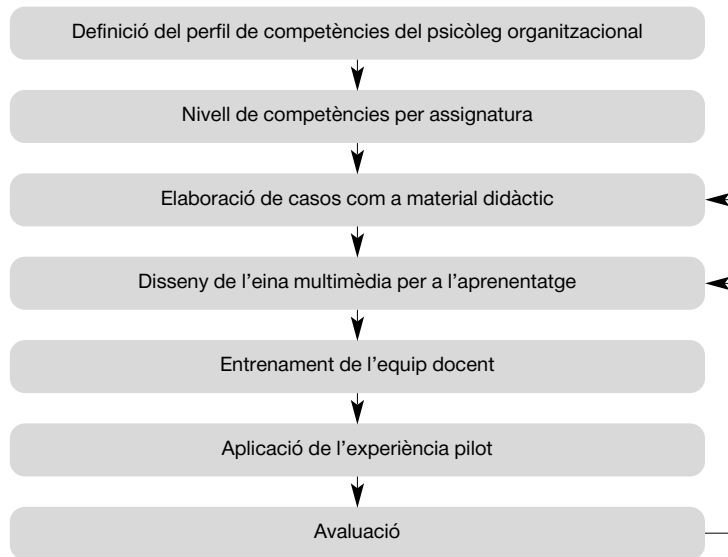 Definició del perfil de competències del psicòleg organitzacional
Nivell de competències per assignatura
Elaboració de casos com a material didàctic
Disseny de l’eina multimèdia per a l’aprenentatge
Entrenament de l’equip docent
Aplicació de l’experiència pilot
Avaluació